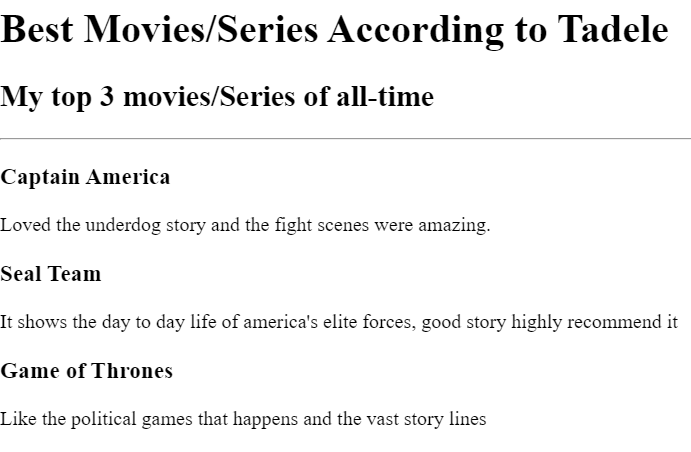 Best Movies/Series According to Tadele
My top 3 movies/Series of all-time
Captain America
Loved the underdog story and the fight scenes were amazing.
Seal Team
It shows the day to day life of america's elite forces, good story highly recommend it
Game of Thrones
Like the political games that happens and the vast story lines